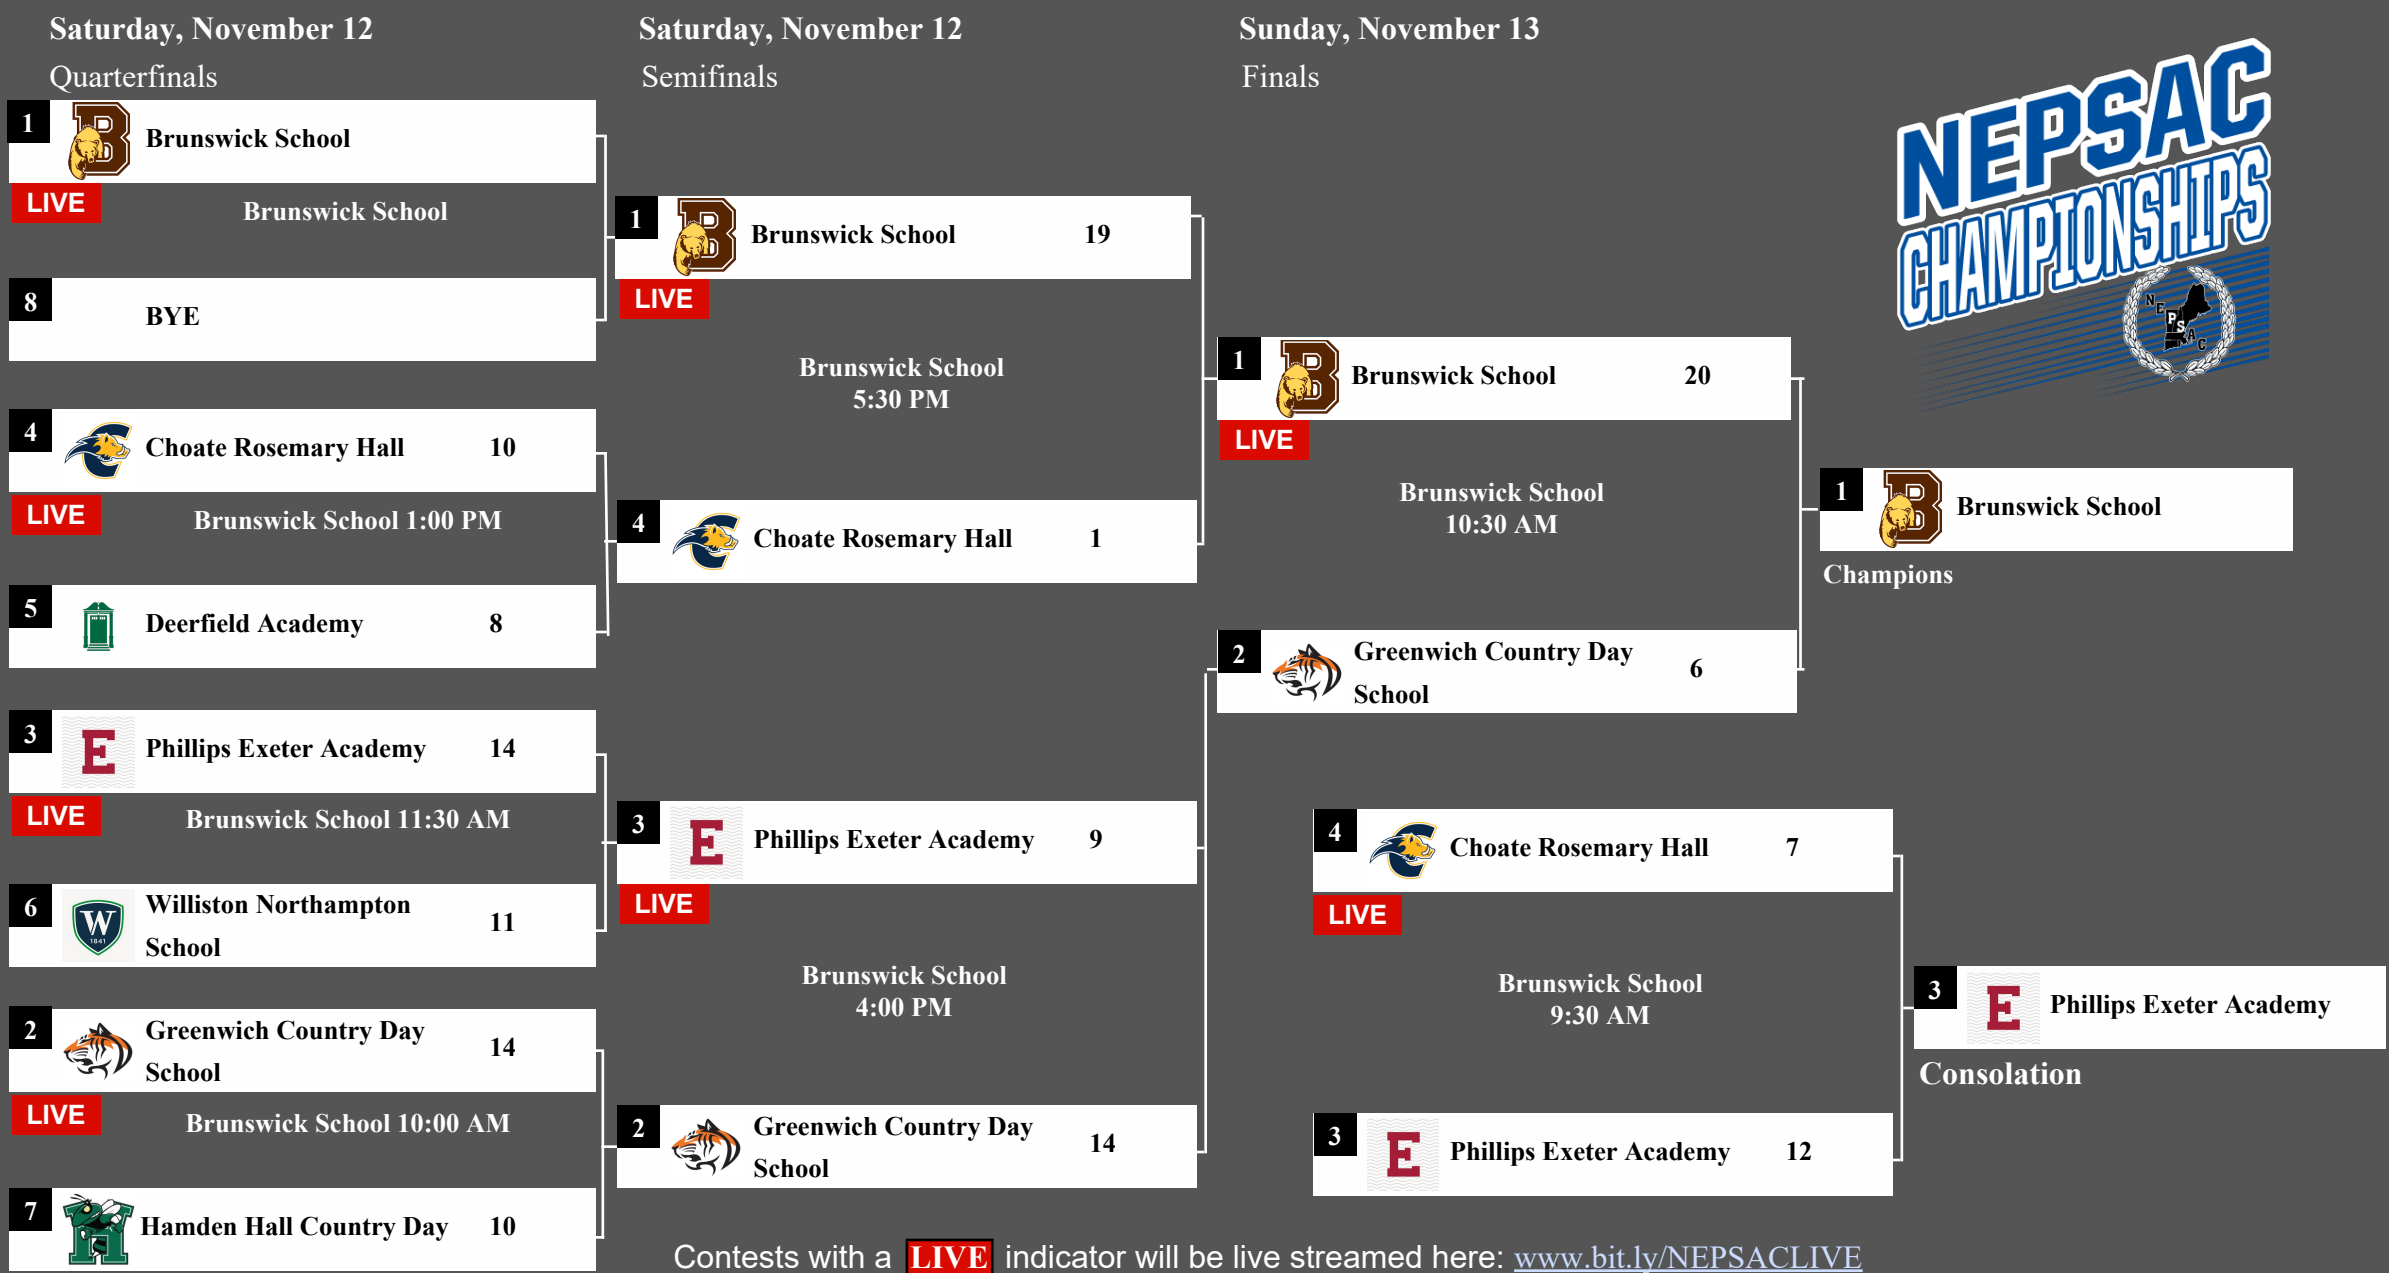 Saturday, November 12
Quarterfinals
1
B
Brunswick School
LIVE
Brunswick School
8
BYE
4
C
Choate Rosemary Hall
10
LIVE
Brunswick School 1:00 PM
5
Deerfield Academy
8
3
E
Phillips Exeter Academy
14
LIVE
Brunswick School 11:30 AM
6
W
1841
Williston Northampton
School
11
2
Greenwich Country Day
School
14
LIVE
Brunswick School 10:00 AM
7
H
Hamden Hall Country Day
10
Saturday, November 12
Semifinals
1
B
Brunswick School
19
LIVE
Brunswick School
5:30 PM
4
C
Choate Rosemary Hall
1
3
E
Phillips Exeter Academy
9
LIVE
Brunswick School
4:00 PM
2
Greenwich Country Day
School
14
Sunday, November 13
Finals
1
B
Brunswick School
20
LIVE
Brunswick School
10:30 AM
2
Greenwich Country Day
School
6
1
B
Brunswick School
Champions
4
C
Choate Rosemary Hall
7
LIVE
Brunswick School
9:30 AM
3
E
Phillips Exeter Academy
12
3
E
Phillips Exeter Academy
Consolation
NEPSAC
CHAMPIONSHIPS
NEPSAC
Contests with a LIVE indicator will be live streamed here: www.bit.ly/NEPSACLIVE